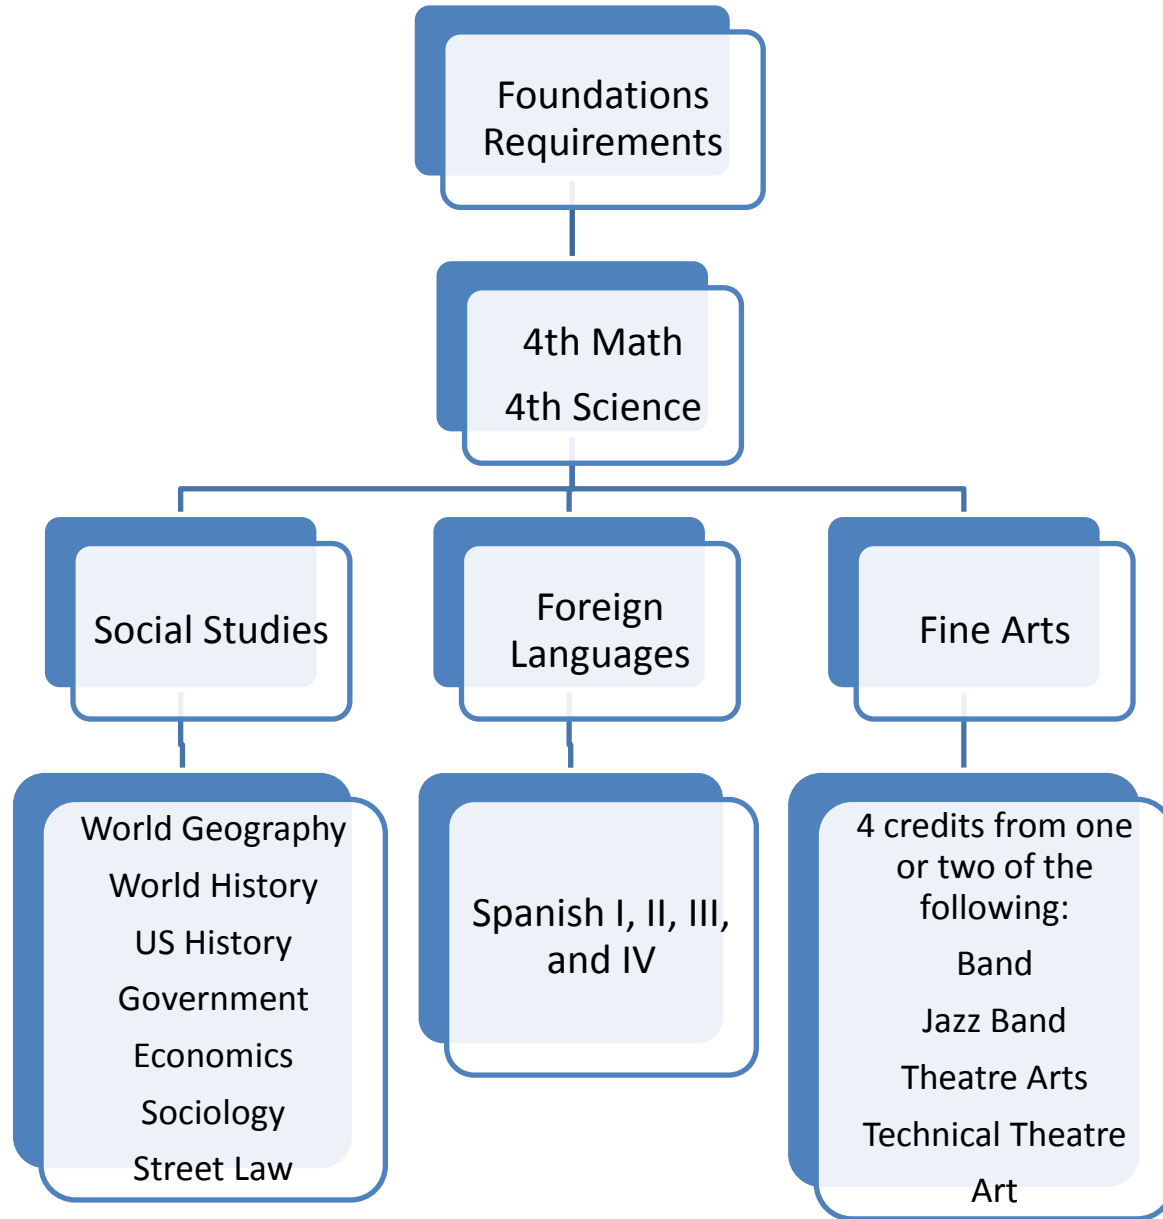 Foundations
Requirements
4th Math
4th Science
Social Studies
Foreign
Languages
Fine Arts
World Geography
World History
US History
Government
Economics
Sociology
Street Law
Spanish I, II, III,
and IV
4 credits from one
or two of the
following:
Band
Jazz Band
Theatre Arts
Technical Theatre
Art